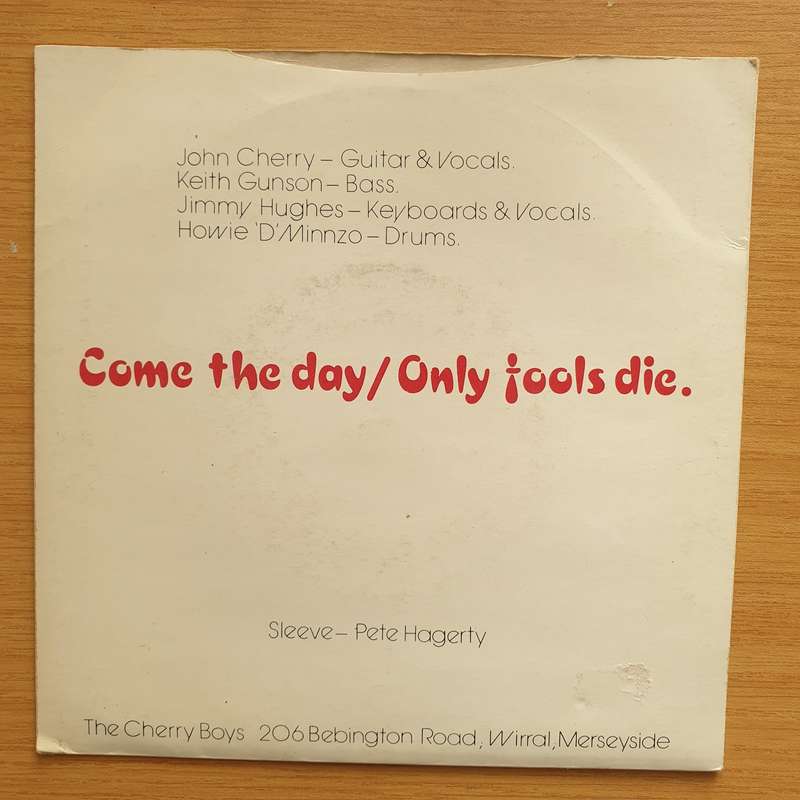 John Cherry – Guitar & Vocals.
Keith Gunson – Bass.
Jimmy Hughes – Keyboards & Vocals.
Howie 'D' Minnzo – Drums.
Come the day/Only fools die.
Sleeve – Pete Hagerty
The Cherry Boys 206 Bebington Road, Wirral, Merseyside